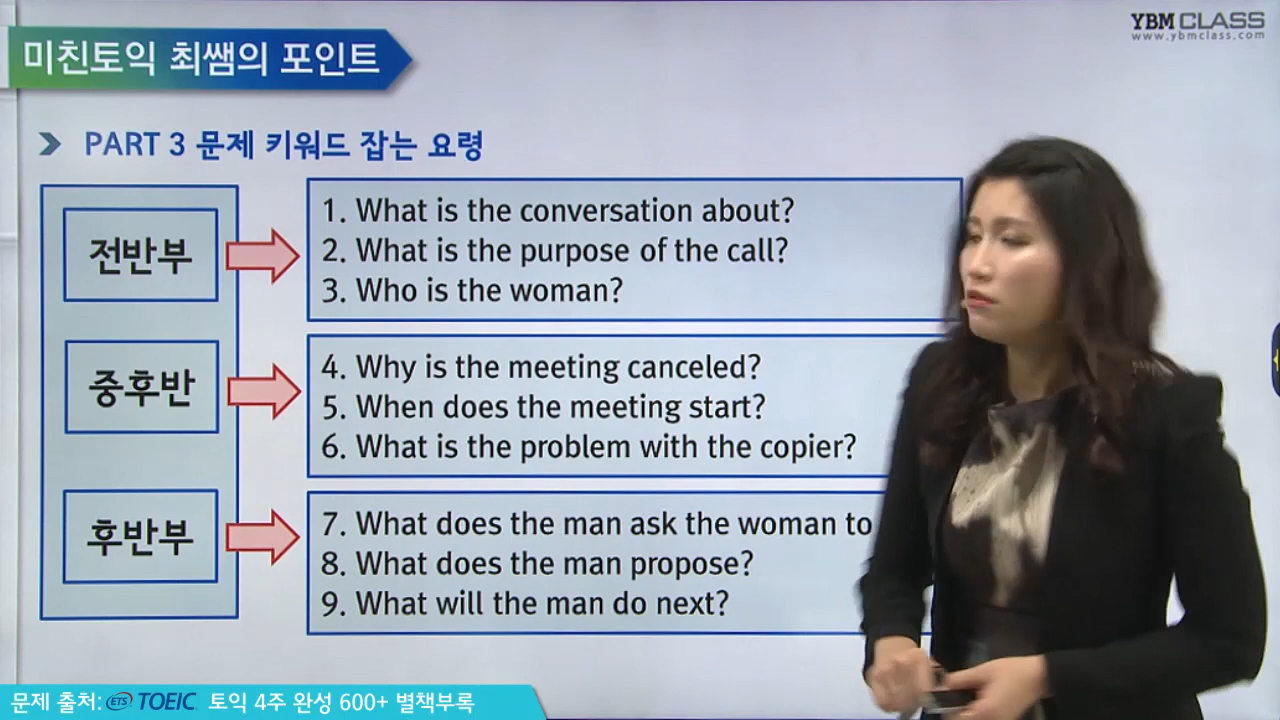 미친토익 최쌤의 포인트
YBM CLASS
www.ybmclass.com
PART 3 문제 키워드 잡는 요령
전반부
1. What is the conversation about?
2. What is the purpose of the call?
3. Who is the woman?
중후반
4. Why is the meeting canceled?
5. When does the meeting start?
6. What is the problem with the copier?
후반부
7. What does the man ask the woman to
8. What does the man propose?
9. What will the man do next?
문제 출처: ETS TOEIC 토익 4주 완성 600+ 별책부록